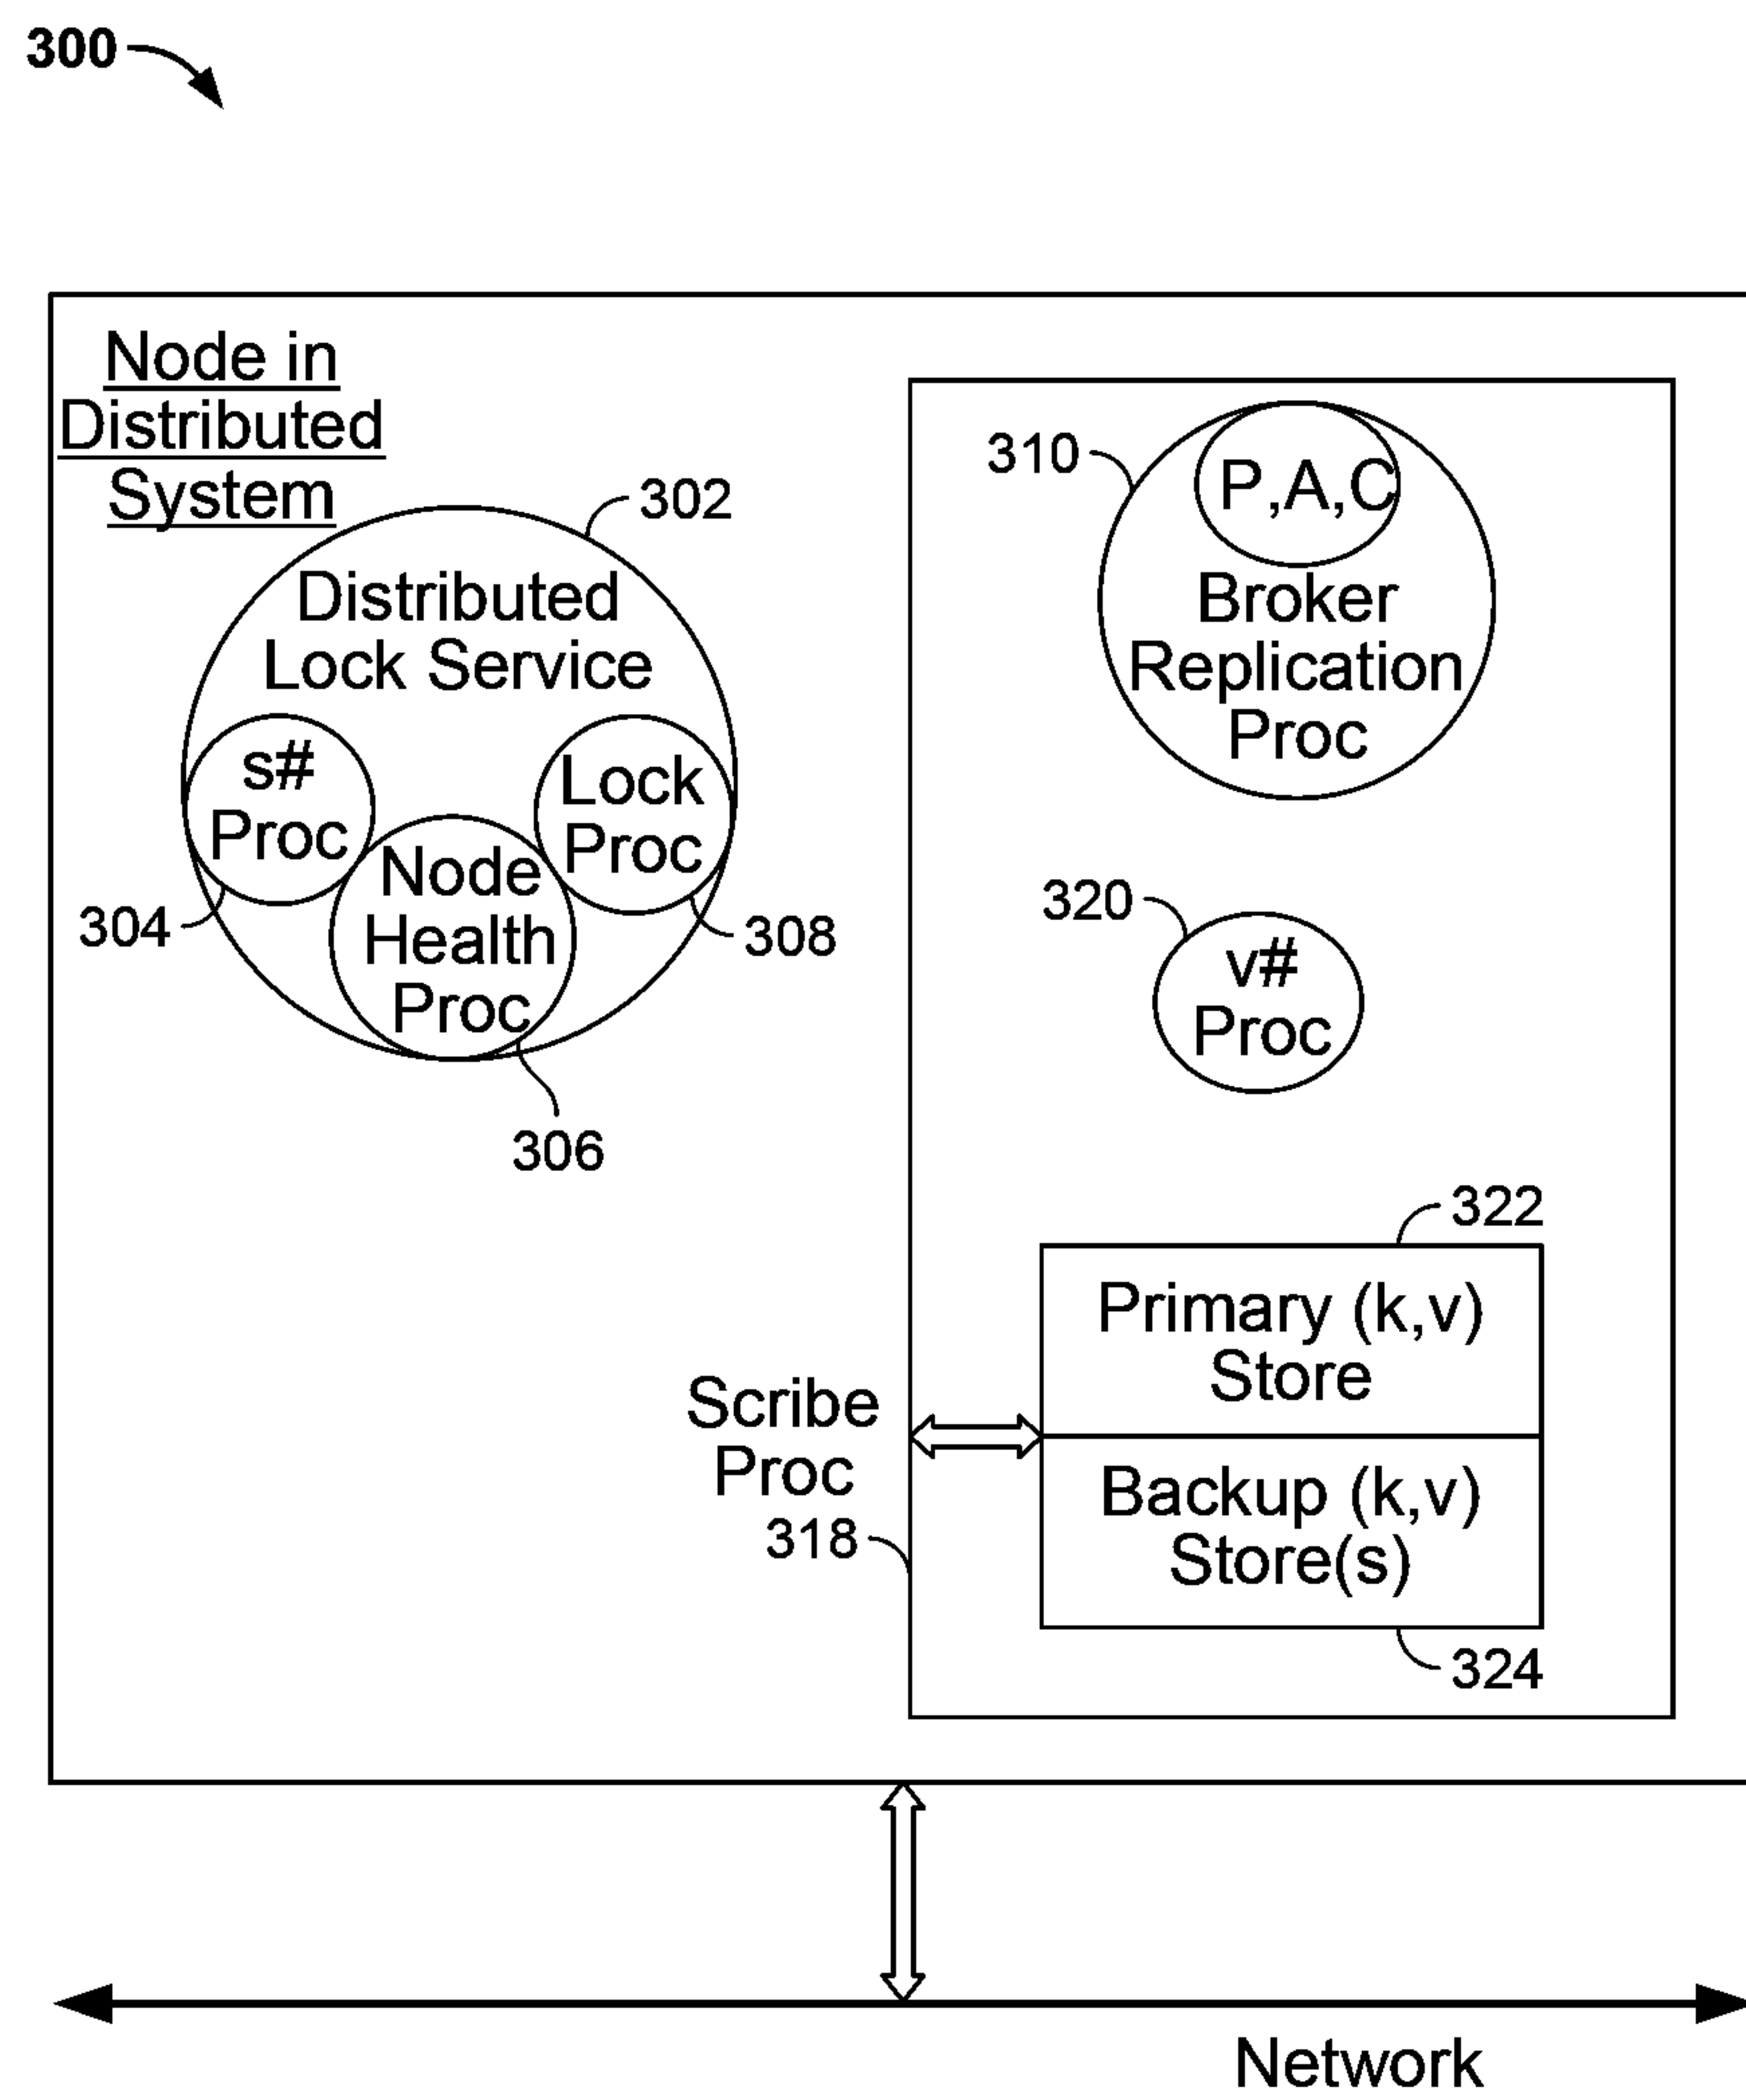 300
Node in
Distributed
System
302
Distributed
Lock Service
s#
Proc
304
Node
Health
Proc
306
Lock
Proc
308
310
P,A,C
Broker
Replication
Proc
320
v#
Proc
322
Primary (k,v)
Store
Backup (k,v)
Store(s)
324
Scribe
Proc
318
Network